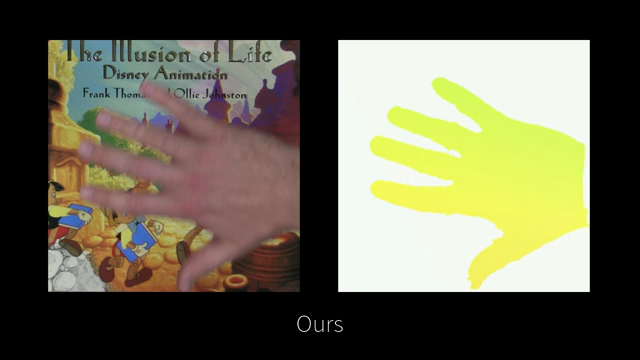 The Illusion of Life
Disney Animation
Frank Thomas Ollie Johnston
Ours